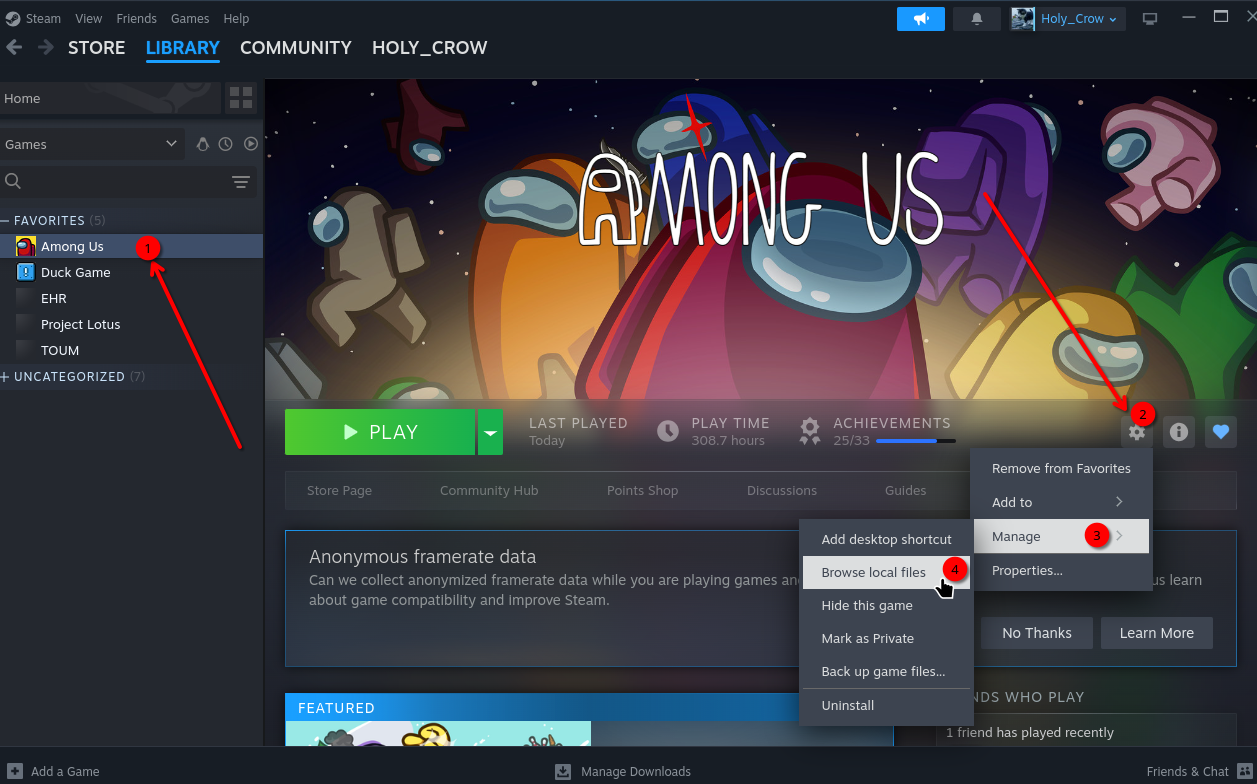 Steam View Friends Games Help
Holy_Crow
STORE LIBRARY COMMUNITY HOLY_CROW
Home
Games
FAVORITES (5)
Among Us
1
Duck Game
EHR
Project Lotus
TOUM
UNCATEGORIZED (7)
AMONG US
PLAY
LAST PLAYED
Today
PLAY TIME
308.7 hours
ACHIEVEMENTS
25/33
2
Store Page Community Hub Points Shop Discussions Guides
Remove from Favorites
Add to
Manage 3
Properties...
Add desktop shortcut
Browse local files 4
Hide this game
Mark as Private
Back up game files...
Uninstall
Anonymous framerate data
Can we collect anonymized framerate data while you are playing games an
us learn
about game compatibility and improve Steam.
No Thanks Learn More
FEATURED
NDS WHO PLAY
1 friend has played recently
Add a Game Manage Downloads Friends & Chat